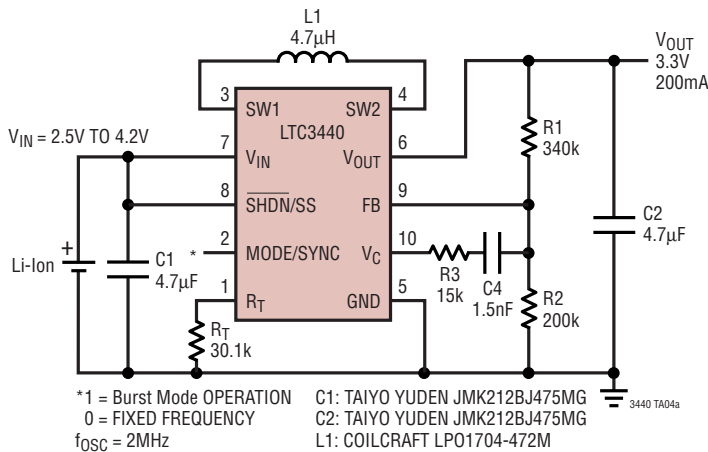 L1
4.7µH
VOUT
3.3V
200mA
3
SW1
SW2
4
LTC3440
VIN = 2.5V TO 4.2V
7
VIN
VOUT
6
R1
340k
8
SHDN/SS
FB
9
C2
4.7µF
Li-Ion
+
C1
4.7µF
*
2
MODE/SYNC
VC
10
R3
15k
C4
1.5nF
R2
200k
1
RT
GND
5
RT
30.1k
*1 = Burst Mode OPERATION
0 = FIXED FREQUENCY
fOSC = 2MHz
C1: TAIYO YUDEN JMK212BJ475MG
C2: TAIYO YUDEN JMK212BJ475MG
L1: COILCRAFT LPO1704-472M
3440 TA04a